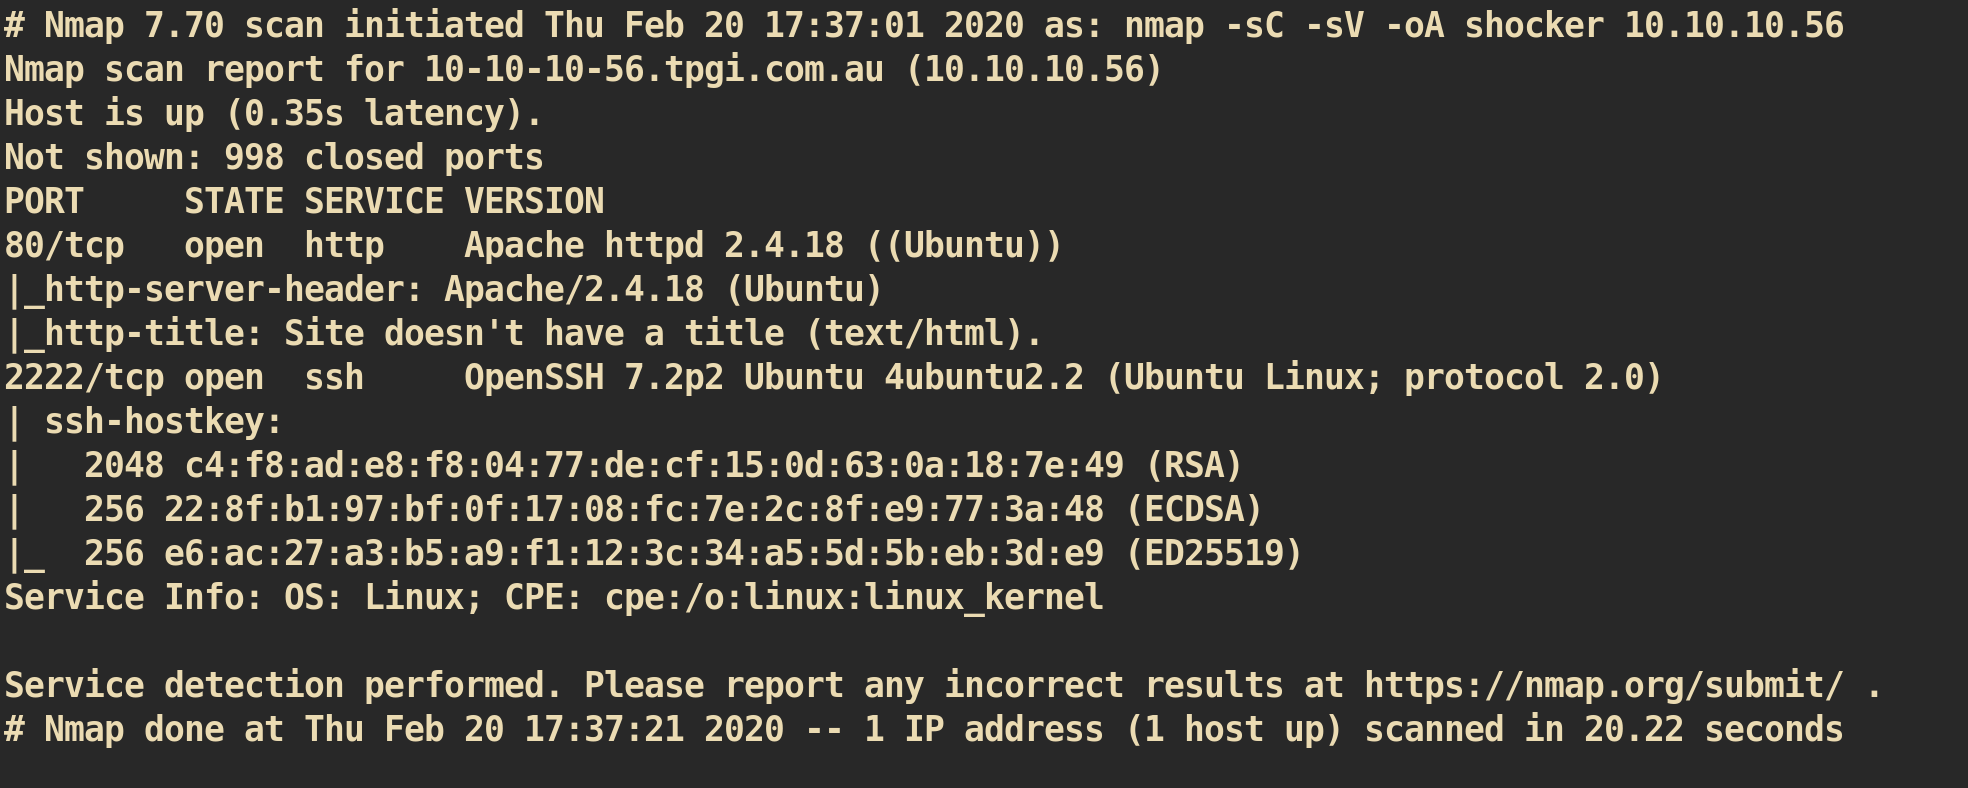 # Nmap 7.70 scan initiated Thu Feb 20 17:37:01 2020 as: nmap -sC -sV -oA shocker 10.10.10.56
Nmap scan report for 10-10-10-56.tpgi.com.au (10.10.10.56)
Host is up (0.35s latency).
Not shown: 998 closed ports
PORT     STATE SERVICE VERSION
80/tcp   open  http    Apache httpd 2.4.18 ((Ubuntu))
|_http-server-header: Apache/2.4.18 (Ubuntu)
|_http-title: Site doesn't have a title (text/html).
2222/tcp open  ssh     OpenSSH 7.2p2 Ubuntu 4ubuntu2.2 (Ubuntu Linux; protocol 2.0)
| ssh-hostkey:
|   2048 c4:f8:ad:e8:f8:04:77:de:cf:15:0d:63:0a:18:7e:49 (RSA)
|   256 22:8f:b1:97:bf:0f:17:08:fc:7e:2c:8f:e9:77:3a:48 (ECDSA)
|_  256 e6:ac:27:a3:b5:a9:f1:12:3c:34:a5:5d:5b:eb:3d:e9 (ED25519)
Service Info: OS: Linux; CPE: cpe:/o:linux:linux_kernel

Service detection performed. Please report any incorrect results at https://nmap.org/submit/ .
# Nmap done at Thu Feb 20 17:37:21 2020 -- 1 IP address (1 host up) scanned in 20.22 seconds